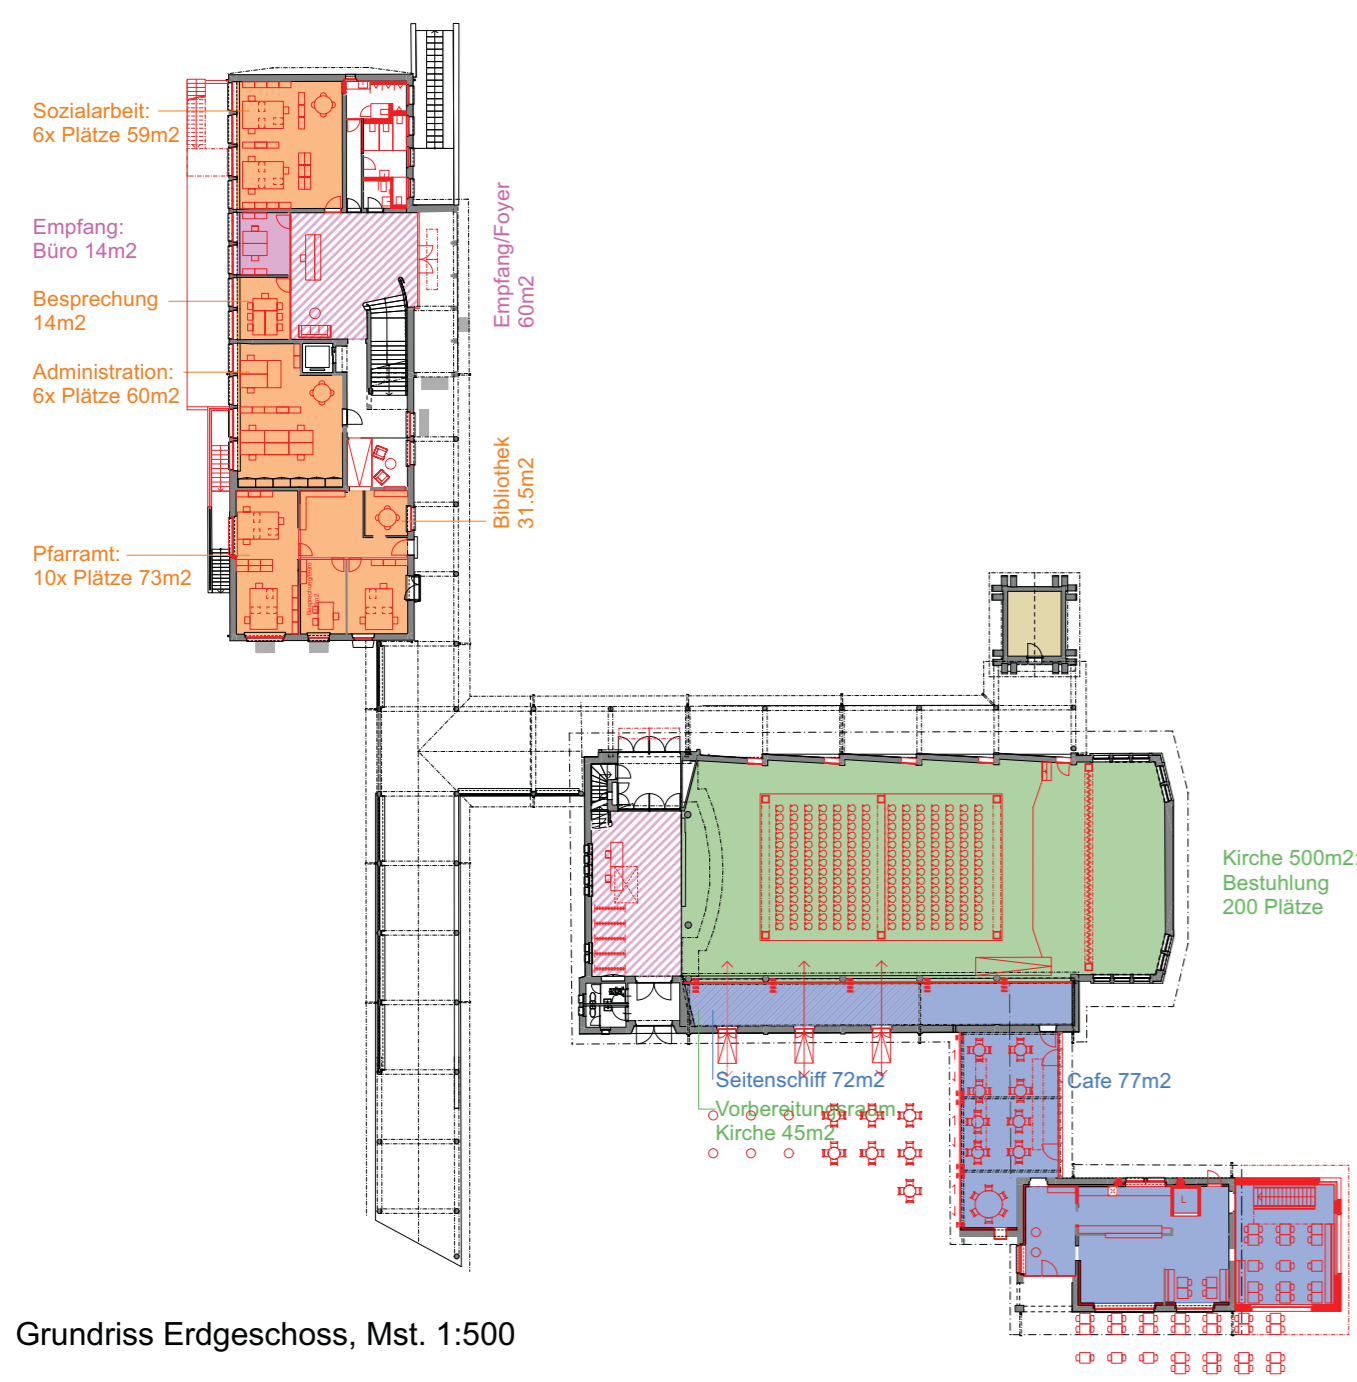 Sozialarbeit:
6x Plätze 59m2
Empfang:
Büro 14m2
Empfang/Foyer
60m2
Besprechung
14m2
Administration:
6x Plätze 60m2
Bibliothek
31.5m2
Pfarramt:
10x Plätze 73m2
Besprechung/Büro
Kirche 500m2:
Bestuhlung
200 Plätze
Seitenschiff 72m2
Cafe 77m2
Vorbereitungsraum
Kirche 45m2
L
Grundriss Erdgeschoss, Mst. 1:500